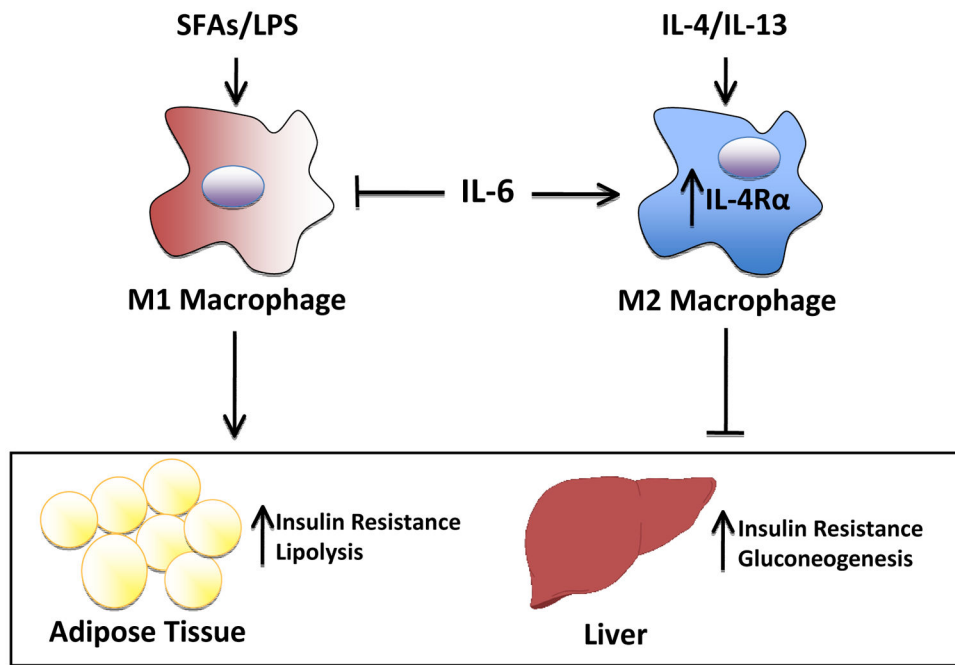 SFAs/LPS
IL-4/IL-13
IL-6
IL-4Rα
M1 Macrophage
M2 Macrophage
Insulin Resistance
Lipolysis
Adipose Tissue
Insulin Resistance
Gluconeogenesis
Liver